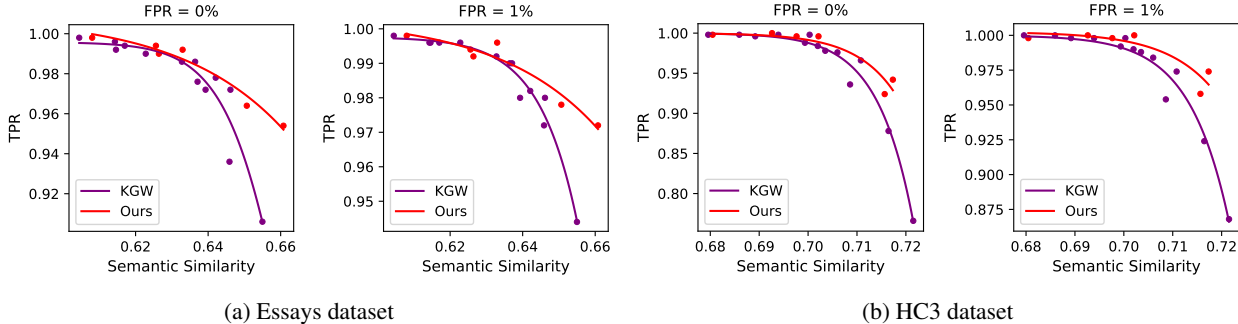 FPR = 0%
TPR
1.00
0.98
0.96
0.94
0.92
KGW
Ours
0.62
0.64
0.66
Semantic Similarity
FPR = 1%
TPR
1.00
0.99
0.98
0.97
0.96
0.95
KGW
Ours
0.62
0.64
0.66
Semantic Similarity
(a) Essays dataset
FPR = 0%
TPR
1.00
0.95
0.90
0.85
0.80
KGW
Ours
0.68
0.69
0.70
0.71
0.72
Semantic Similarity
FPR = 1%
TPR
1.000
0.975
0.950
0.925
0.900
0.875
KGW
Ours
0.68
0.69
0.70
0.71
0.72
Semantic Similarity
(b) HC3 dataset